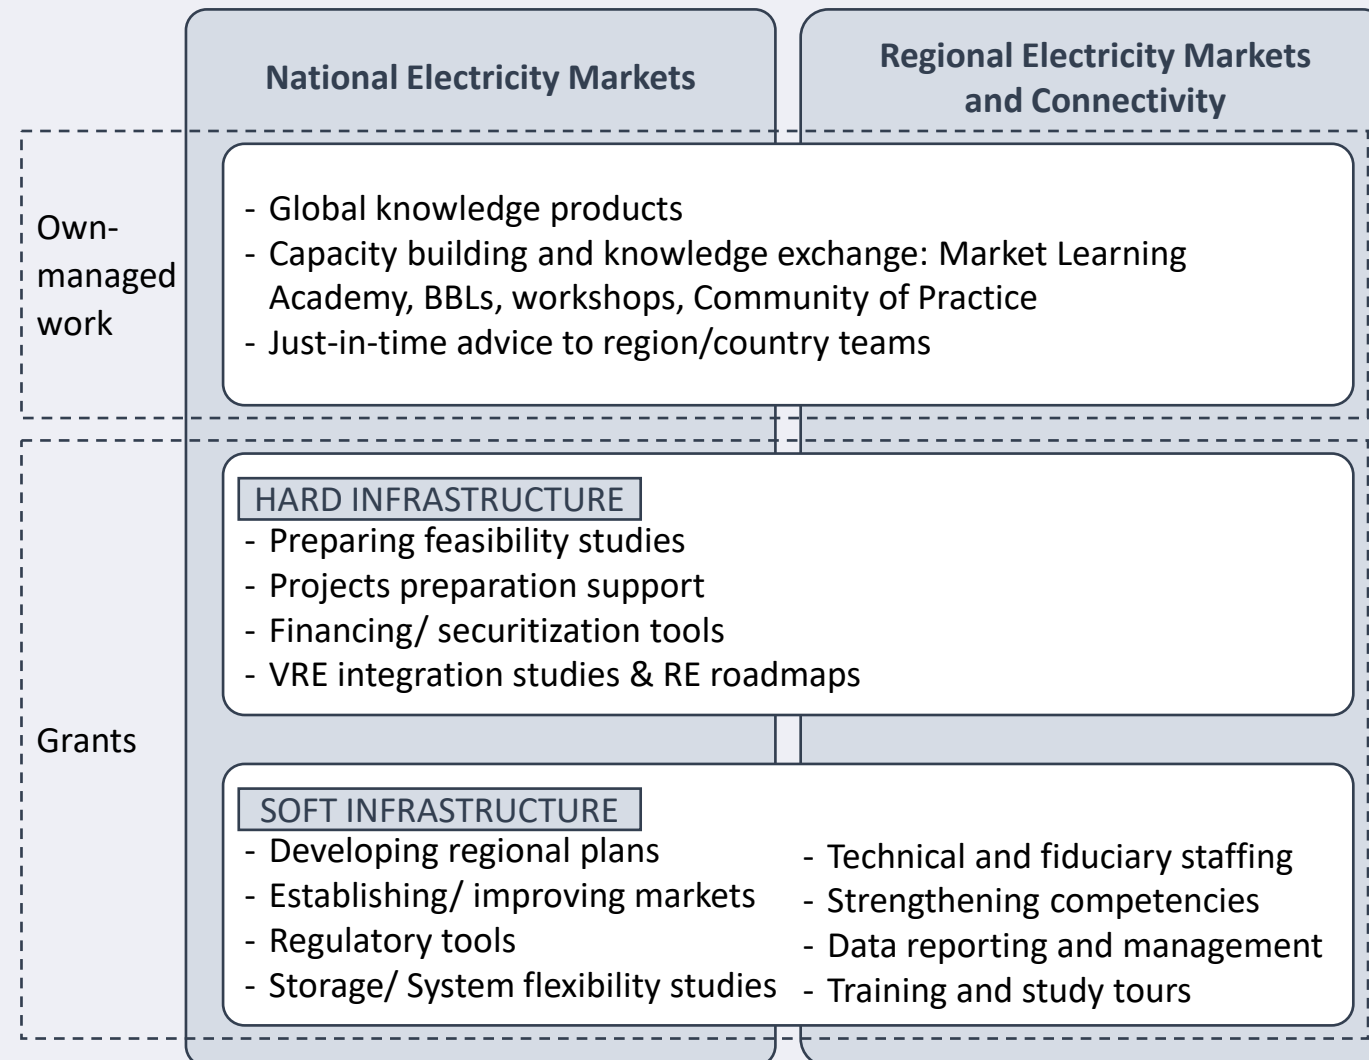 National Electricity Markets
Regional Electricity Markets
and Connectivity
Own-
managed
work
- Global knowledge products
- Capacity building and knowledge exchange: Market Learning
Academy, BBLs, workshops, Community of Practice
- Just-in-time advice to region/country teams
Grants
HARD INFRASTRUCTURE
- Preparing feasibility studies
- Projects preparation support
- Financing/ securitization tools
- VRE integration studies & RE roadmaps
SOFT INFRASTRUCTURE
- Developing regional plans
- Establishing/ improving markets
- Regulatory tools
- Storage/ System flexibility studies
- Technical and fiduciary staffing
- Strengthening competencies
- Data reporting and management
- Training and study tours